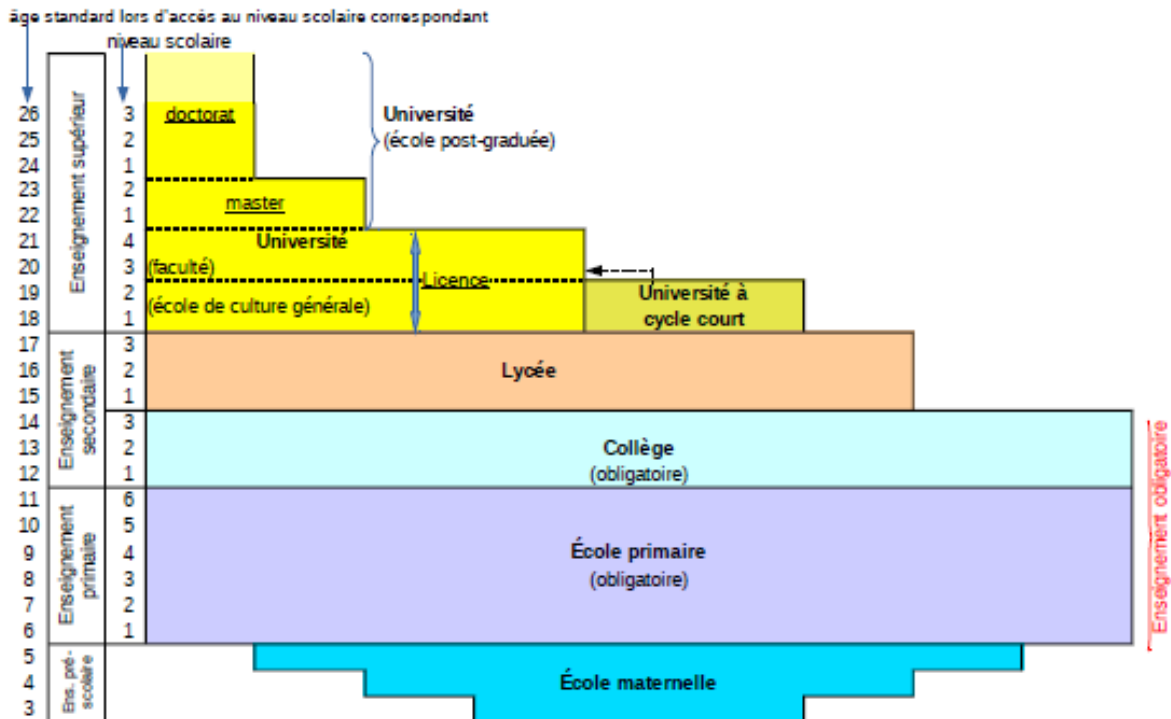 âge standard lors d'accès au niveau scolaire correspondant
niveau scolaire
Enseignement supérieur
26 3 doctorat Université
25 2 (école post-graduée)
24 1
23 2
22 1 master
21 4 Université
20 3 (faculté)
Licence
19 2 Université à
18 1 (école de culture générale) cycle court
Enseignement
secondaire
17 3
16 2 Lycée
15 1
14 3
13 2 Collège
12 1 (obligatoire)
Enseignement obligatoire
Enseignement
primaire
11 6
10 5
9 4 École primaire
8 3 (obligatoire)
7 2
6 1
Ens. pré-
scolaire
5
4 École maternelle
3